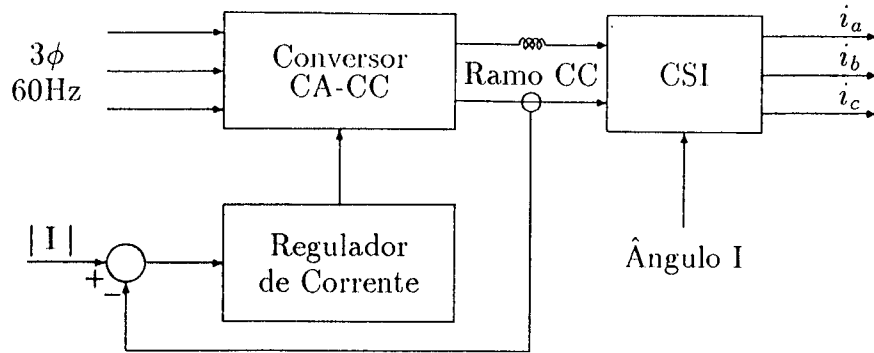 3ϕ
60Hz
Conversor
CA-CC
Ramo CC
CSI
i_a
i_b
i_c
| I |
+
−
Regulador
de Corrente
Ângulo I